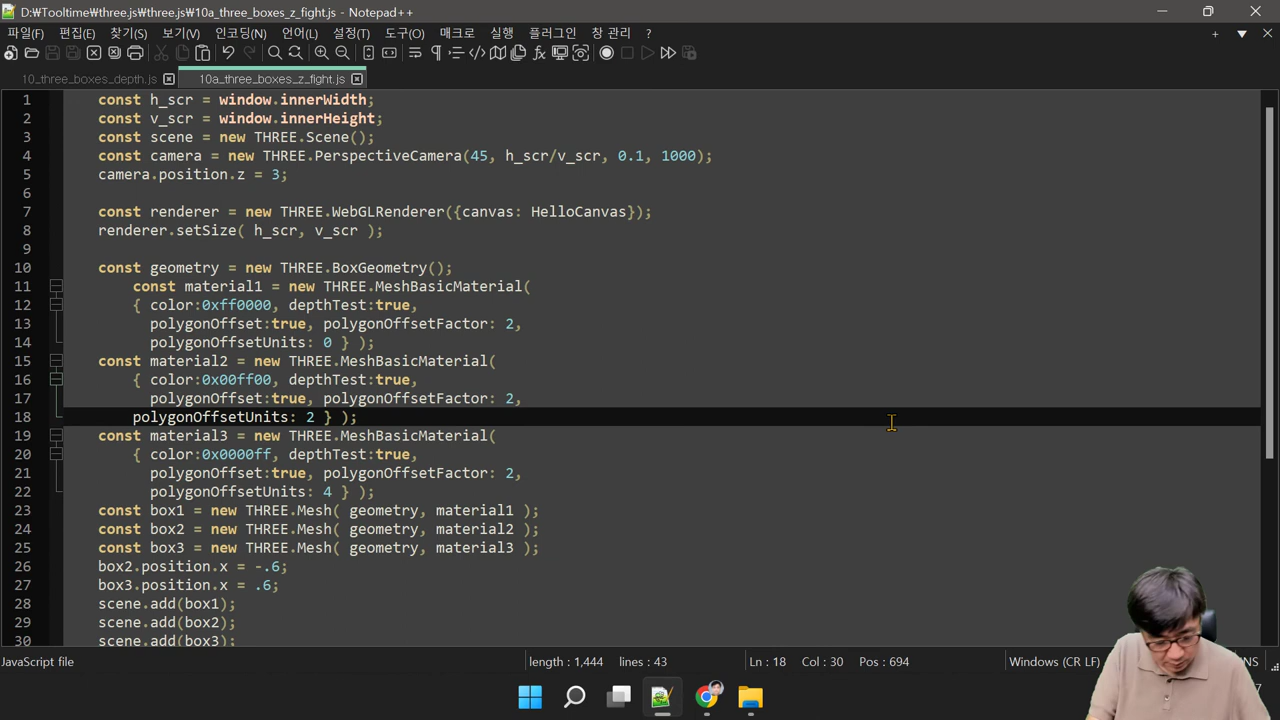 D:₩Tooltime₩three.js₩three.js₩10a_three_boxes_z_fight.js - Notepad++
파일(F) 편집(E) 찾기(S) 보기(V) 인코딩(N) 언어(L) 설정(T) 도구(O) 매크로 실행 플러그인 창 관리 ?
10_three_boxes_depth.js 10a_three_boxes_z_fight.js
1 const h_scr = window.innerWidth;
2 const v_scr = window.innerHeight;
3 const scene = new THREE.Scene();
4 const camera = new THREE.PerspectiveCamera(45, h_scr/v_scr, 0.1, 1000);
5 camera.position.z = 3;
6
7 const renderer = new THREE.WebGLRenderer({canvas: HelloCanvas});
8 renderer.setSize( h_scr, v_scr );
9
10 const geometry = new THREE.BoxGeometry();
11 const material1 = new THREE.MeshBasicMaterial(
12 { color:0xff0000, depthTest:true,
13 polygonOffset:true, polygonOffsetFactor: 2,
14 polygonOffsetUnits: 0 } );
15 const material2 = new THREE.MeshBasicMaterial(
16 { color:0x00ff00, depthTest:true,
17 polygonOffset:true, polygonOffsetFactor: 2,
18 polygonOffsetUnits: 2 } );
19 const material3 = new THREE.MeshBasicMaterial(
20 { color:0x0000ff, depthTest:true,
21 polygonOffset:true, polygonOffsetFactor: 2,
22 polygonOffsetUnits: 4 } );
23 const box1 = new THREE.Mesh( geometry, material1 );
24 const box2 = new THREE.Mesh( geometry, material2 );
25 const box3 = new THREE.Mesh( geometry, material3 );
26 box2.position.x = -.6;
27 box3.position.x = .6;
28 scene.add(box1);
29 scene.add(box2);
30 scene.add(box3);
JavaScript file length : 1,444 lines : 43 Ln : 18 Col : 30 Pos : 694 Windows (CR LF) NS